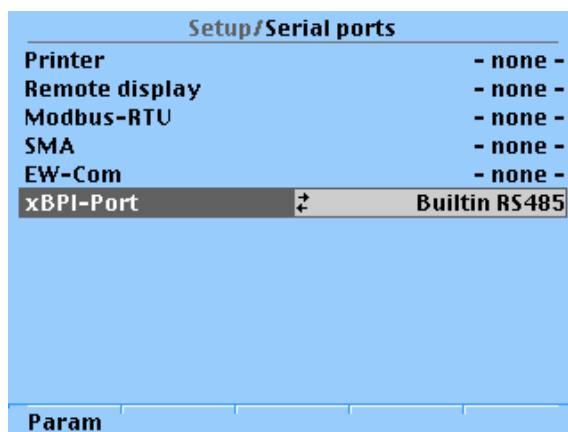 Setup/Serial ports
Printer - none -
Remote display - none -
Modbus-RTU - none -
SMA - none -
EW-Com - none -
xBPI-Port Builtin RS485
Param